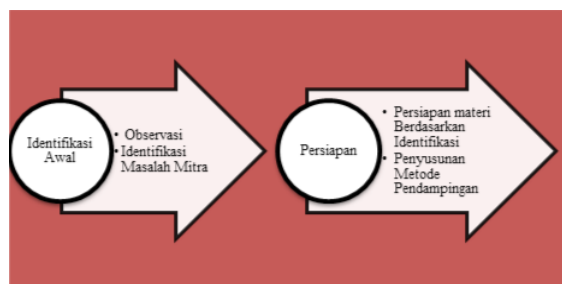 Identifikasi
Awal
• Observasi
• Identifikasi
Masalah Mitra
Persiapan
• Persiapan materi
Berdasarkan
Identifikasi
• Penyusunan
Metode
Pendampingan